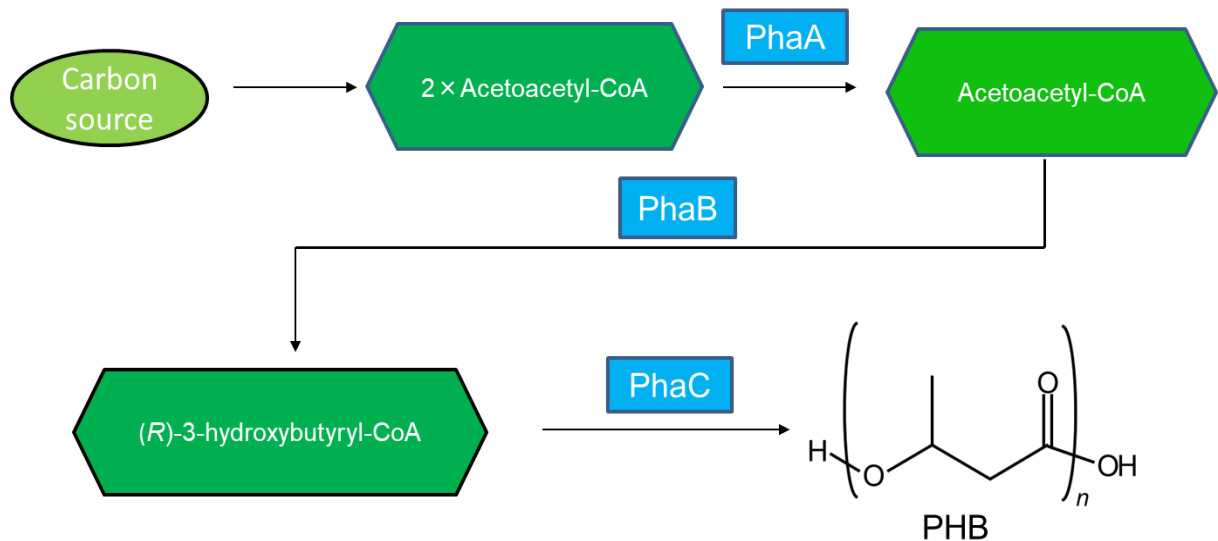 Carbon
source
2×Acetoacetyl-CoA
PhaA
Acetoacetyl-CoA
PhaB
(R)-3-hydroxybutyryl-CoA
PhaC
O
H
O
OH
n
PHB